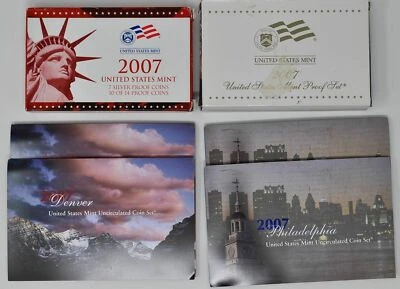 UNITED STATES MINT
2007
UNITED STATES MINT
7 SILVER PROOF COINS
10 OF 14 PROOF COINS
UNITED STATES MINT
2007
United States Mint Proof Set®
Denver
United States Mint Uncirculated Coin Set®
2007
Philadelphia
United States Mint Uncirculated Coin Set®